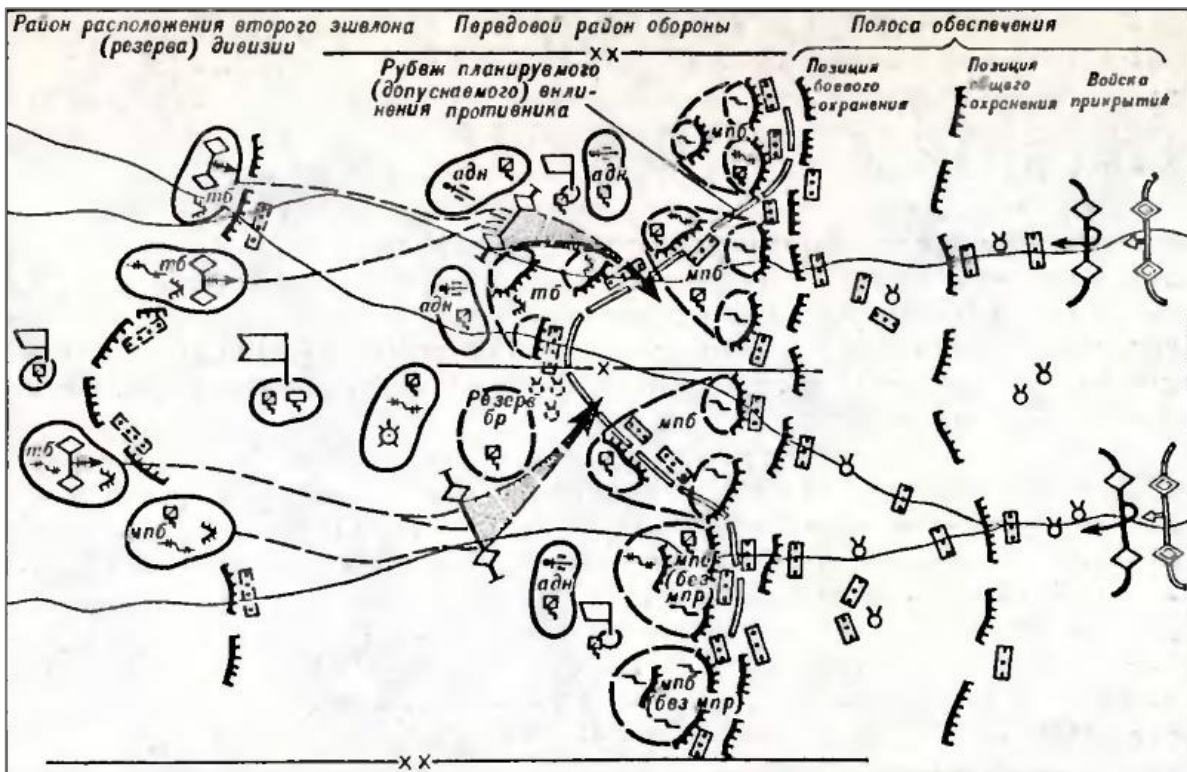 Район расположения второго эшелона
(резерва) дивизии
Передовой район обороны
Полоса обеспечения
Рубеж планируемого
(допускаемого) вкли-
нения противника
Позиция
боевого
охранения
Позиция
общего
охранения
Войска
прикрытия
хх
мпб
адн
адн
тб
тб
мпб
тб
адн
х
Резерв
бр
мпб
тб
мпб
мпб
(без
мпр)
адн
мпб
(без мпр)
хх